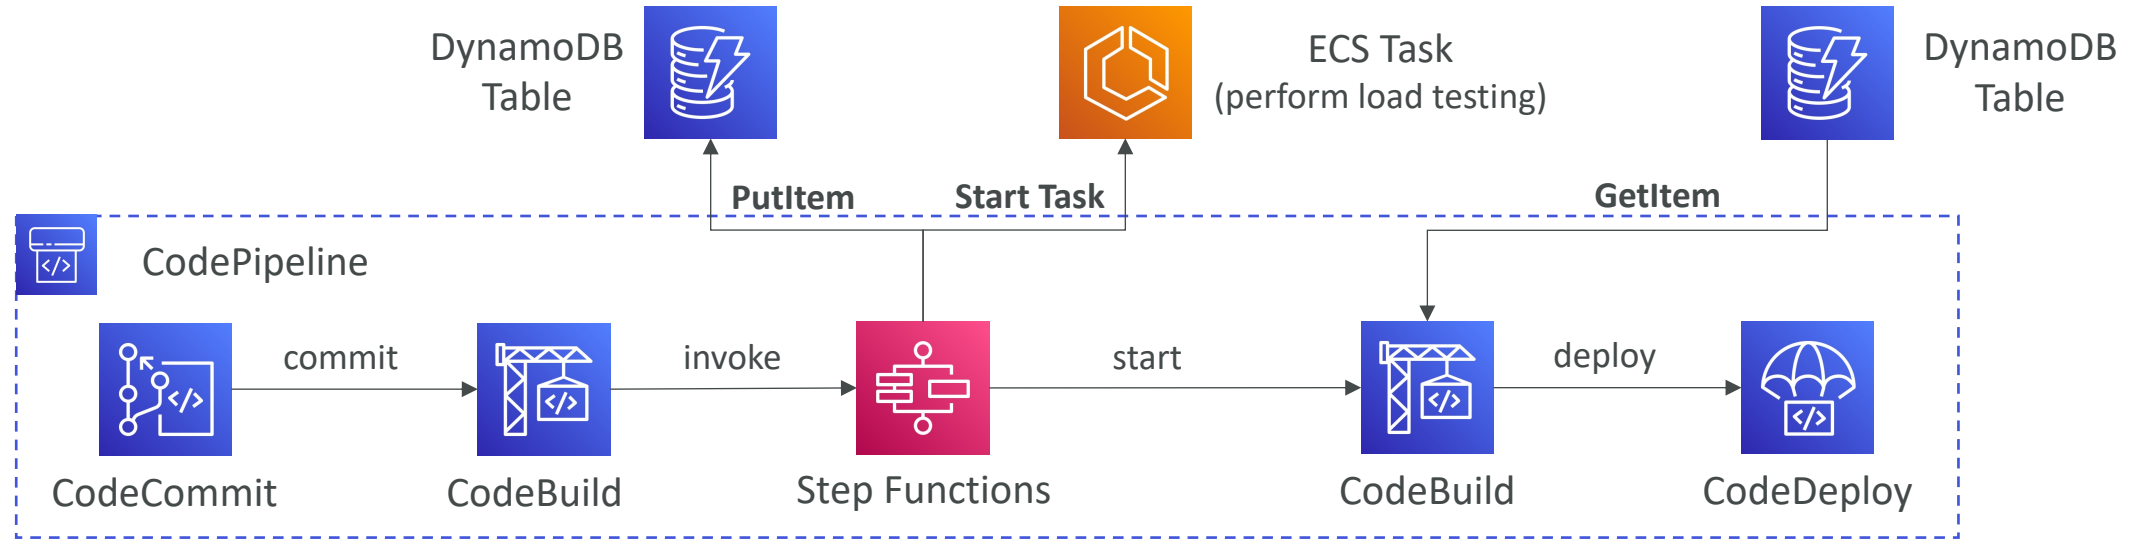 DynamoDB
Table
ECS Task
(perform load testing)
DynamoDB
Table
PutItem
Start Task
GetItem
</>
CodePipeline
commit
invoke
start
deploy
</>
</>
</>
</>
CodeCommit
CodeBuild
Step Functions
CodeBuild
CodeDeploy